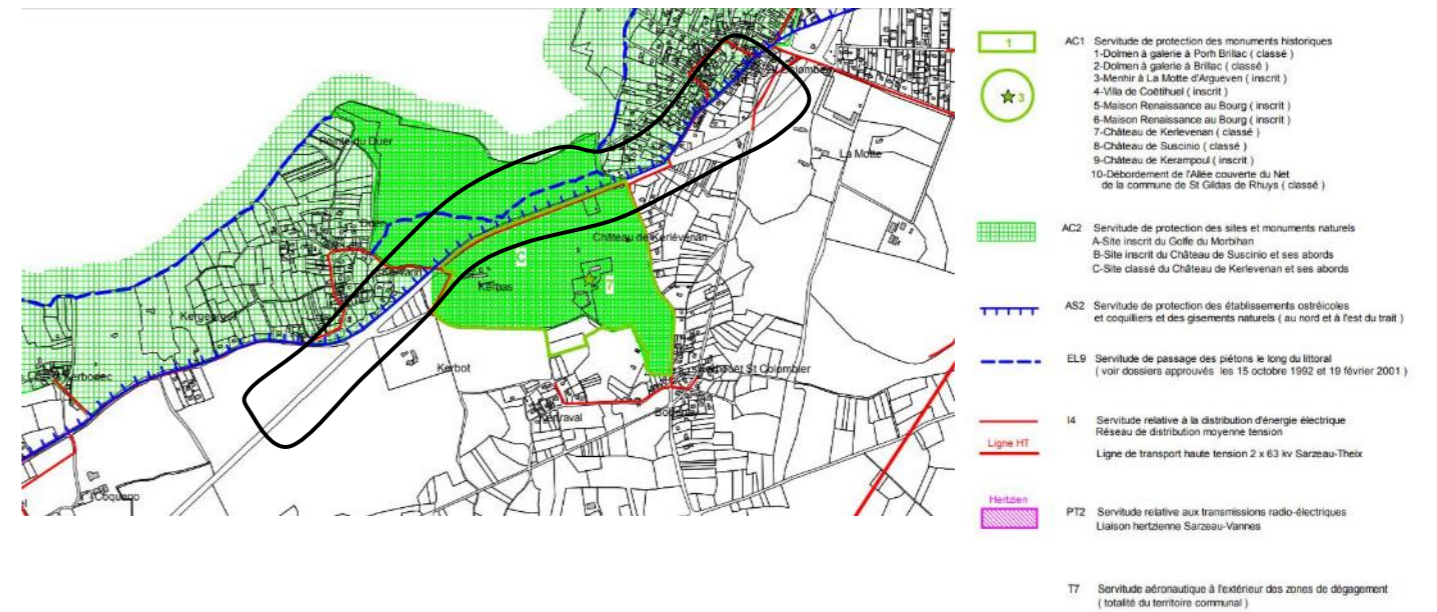 Pointe du Duer
La Motte
Château de Kerlévenan
C
Kerbas
7
Kerbot
Kerbodec
St Colombier
Coqueno
1
AC1 Servitude de protection des monuments historiques
1-Dolmen à galerie à Porh Brillac ( classé )
2-Dolmen à galerie à Brillac ( classé )
3-Menhir à La Motte d'Argueven ( inscrit )
3
4-Villa de Coëtihuel ( inscrit )
5-Maison Renaissance au Bourg ( inscrit )
6-Maison Renaissance au Bourg ( inscrit )
7-Château de Kerlevenan ( classé )
8-Château de Suscinio ( classé )
9-Château de Kerampoul ( inscrit )
10-Débordement de l'Allée couverte du Net
de la commune de St Gildas de Rhuys ( classé )
AC2 Servitude de protection des sites et monuments naturels
A-Site inscrit du Golfe du Morbihan
B-Site inscrit du Château de Suscinio et ses abords
C-Site classé du Château de Kerlevenan et ses abords
AS2 Servitude de protection des établissements ostréicoles
et coquilliers et des gisements naturels ( au nord et à l'est du trait )
EL9 Servitude de passage des piétons le long du littoral
( voir dossiers approuvés les 15 octobre 1992 et 19 février 2001 )
I4 Servitude relative à la distribution d'énergie électrique
Réseau de distribution moyenne tension
Ligne HT
Ligne de transport haute tension 2 x 63 kv Sarzeau-Theix
Hertzien
PT2 Servitude relative aux transmissions radio-électriques
Liaison hertzienne Sarzeau-Vannes
T7 Servitude aéronautique à l'extérieur des zones de dégagement
( totalité du territoire communal )